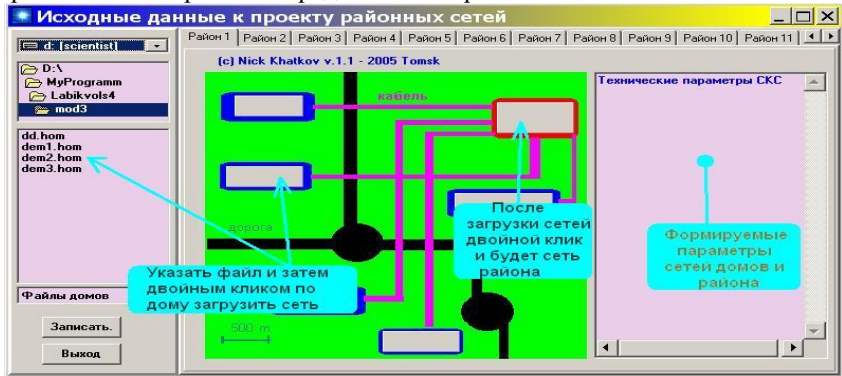 Исходные данные к проекту районных сетей
d: [scientist]
D:\
MyProgramm
Labikvols4
mod3
dd.hom
dem1.hom
dem2.hom
dem3.hom
Файлы домов
Записать.
Выход
Район 1 Район 2 Район 3 Район 4 Район 5 Район 6 Район 7 Район 8 Район 9 Район 10 Район 11
(c) Nick Khatkov v.1.1 - 2005 Tomsk
кабель
дорога
500 m
Указать файл и затем
двойным кликом по
дому загрузить сеть
После
загрузки сетей
двойной клик
и будет сеть
района
Технические параметры СКС
Формируемые
параметры
сетей домов и
района